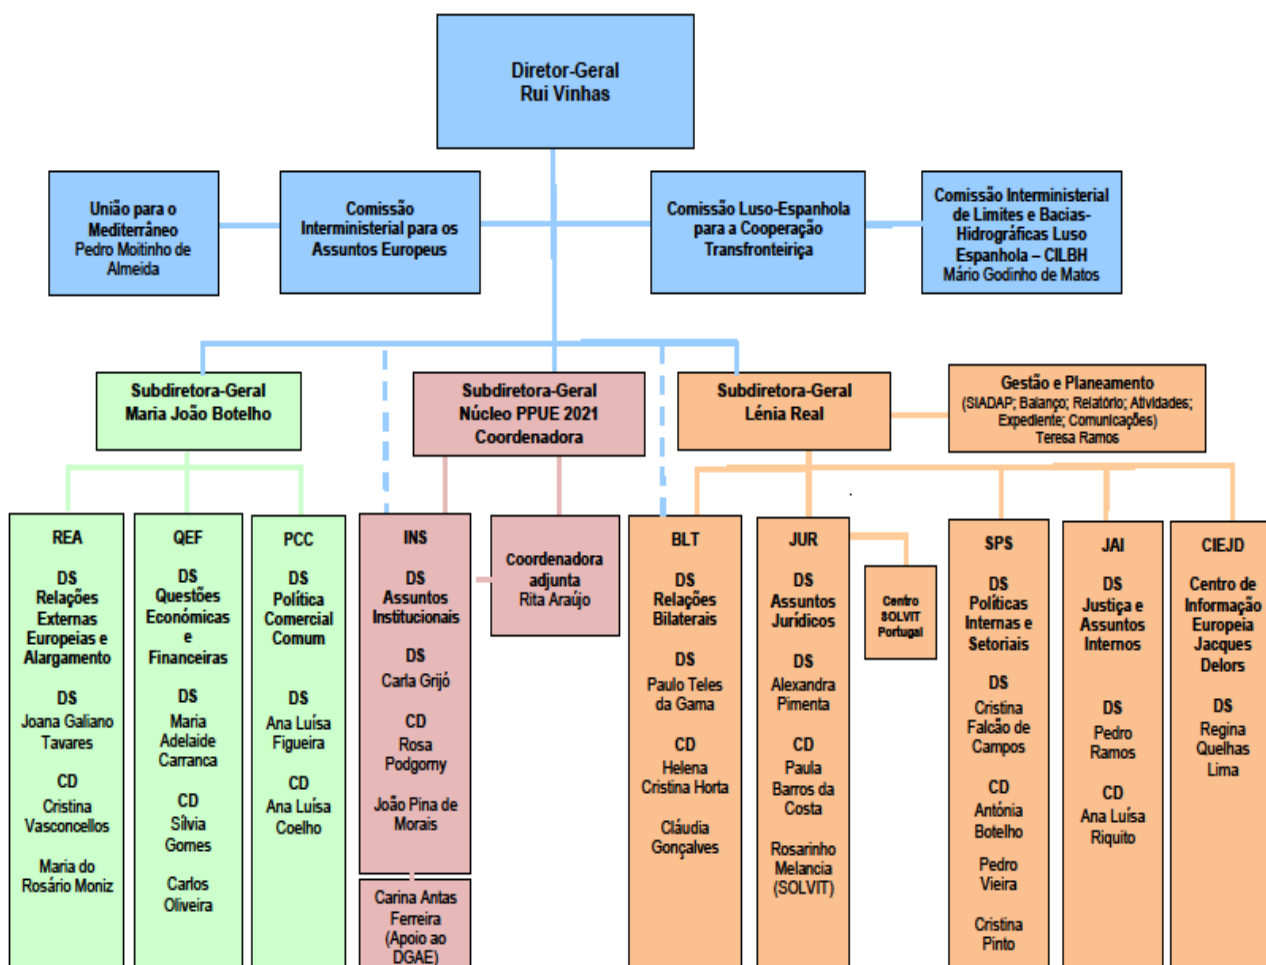 Diretor-Geral
Rui Vinhas
União para o
Mediterrâneo
Pedro Moitinho de
Almeida
Comissão
Interministerial para os
Assuntos Europeus
Comissão Luso-Espanhola
para a Cooperação
Transfronteiriça
Comissão Interministerial
de Limites e Bacias-
Hidrográficas Luso
Espanhola – CILBH
Mário Godinho de Matos
Subdiretora-Geral
Maria João Botelho
Subdiretora-Geral
Núcleo PPUE 2021
Coordenadora
Subdiretora-Geral
Lénia Real
Gestão e Planeamento
(SIADAP; Balanço; Relatório; Atividades;
Expediente; Comunicações)
Teresa Ramos
REA
DS
Relações
Externas
Europeias e
Alargamento
DS
Joana Galiano
Tavares
CD
Cristina
Vasconcellos
Maria do
Rosário Moniz
QEF
DS
Questões
Económicas
e
Financeiras
DS
Maria
Adelaide
Carranca
CD
Sílvia
Gomes
Carlos
Oliveira
PCC
DS
Política
Comercial
Comum
DS
Ana Luísa
Figueira
CD
Ana Luísa
Coelho
INS
DS
Assuntos
Institucionais
DS
Carla Grijó
CD
Rosa
Podgorny
João Pina de
Morais
Carina Antas
Ferreira
(Apoio ao
DGAE)
Coordenadora
adjunta
Rita Araújo
BLT
DS
Relações
Bilaterais
DS
Paulo Teles
da Gama
CD
Helena
Cristina Horta
Cláudia
Gonçalves
JUR
DS
Assuntos
Jurídicos
DS
Alexandra
Pimenta
CD
Paula
Barros da
Costa
Rosarinho
Melancia
(SOLVIT)
Centro
SOLVIT
Portugal
SPS
DS
Políticas
Internas e
Setoriais
DS
Cristina
Falcão de
Campos
CD
Antónia
Botelho
Pedro
Vieira
Cristina
Pinto
JAI
DS
Justiça e
Assuntos
Internos
DS
Pedro
Ramos
CD
Ana Luísa
Riquito
CIEJD
Centro de
Informação
Europeia
Jacques
Delors
DS
Regina
Quelhas
Lima